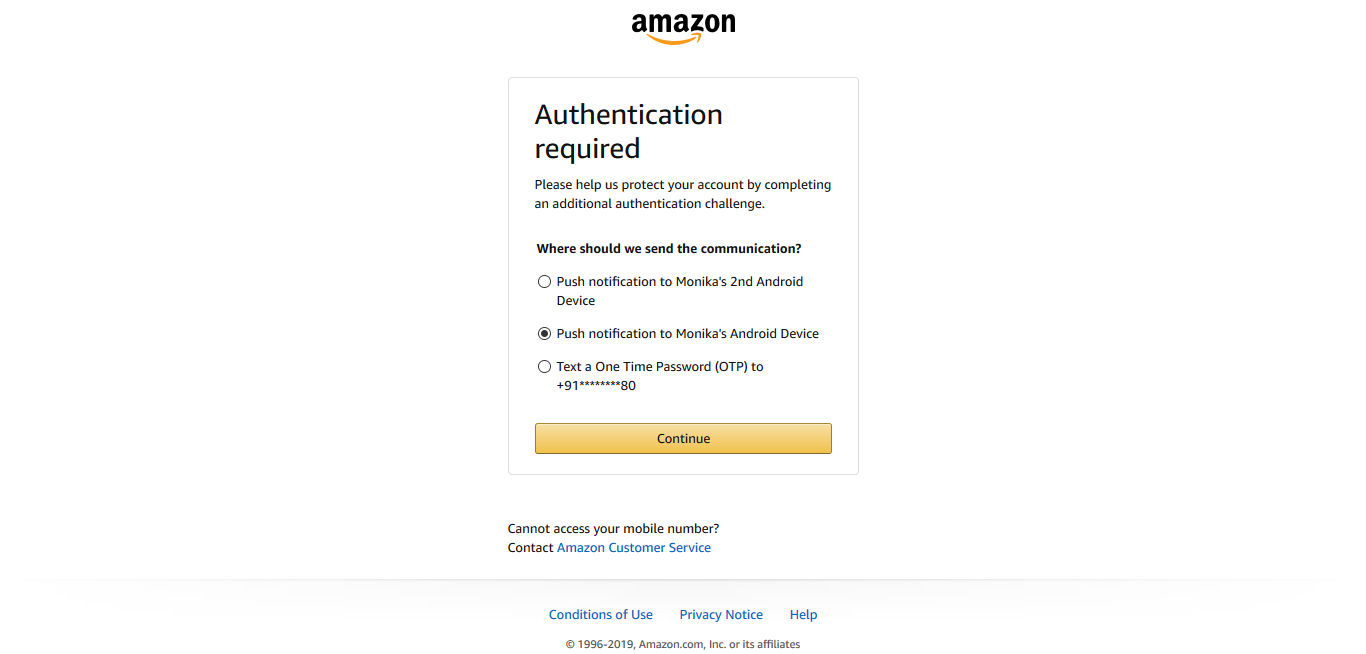 amazon
Authentication
required
Please help us protect your account by completing
an additional authentication challenge.
Where should we send the communication?
Push notification to Monika's 2nd Android
Device
Push notification to Monika's Android Device
Text a One Time Password (OTP) to
+91********80
Continue
Cannot access your mobile number?
Contact Amazon Customer Service
Conditions of Use Privacy Notice Help
© 1996-2019, Amazon.com, Inc. or its affiliates